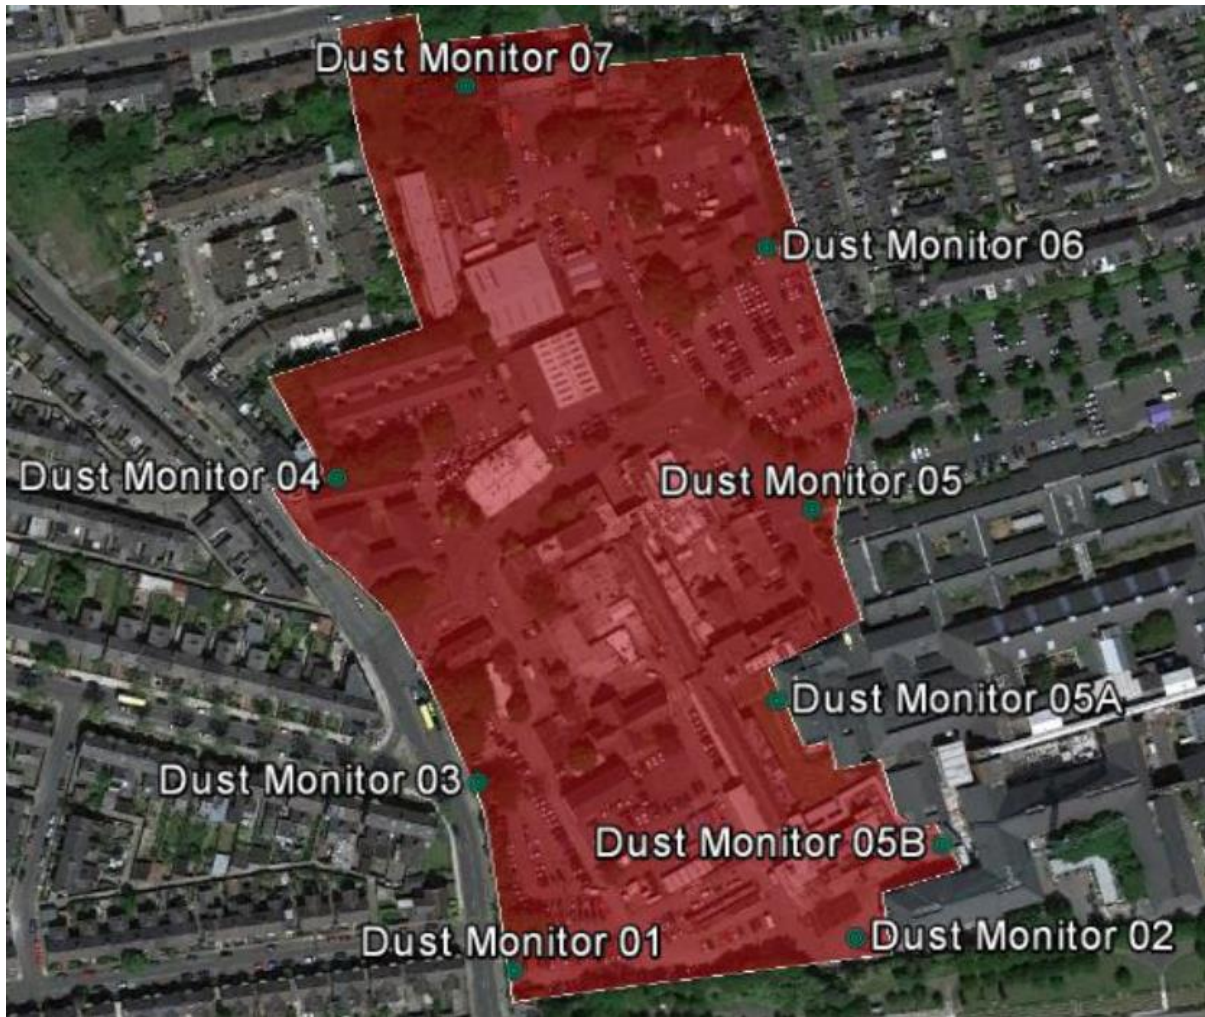 Dust Monitor 07
Dust Monitor 06
Dust Monitor 04
Dust Monitor 05
Dust Monitor 05A
Dust Monitor 03
Dust Monitor 05B
Dust Monitor 01
Dust Monitor 02